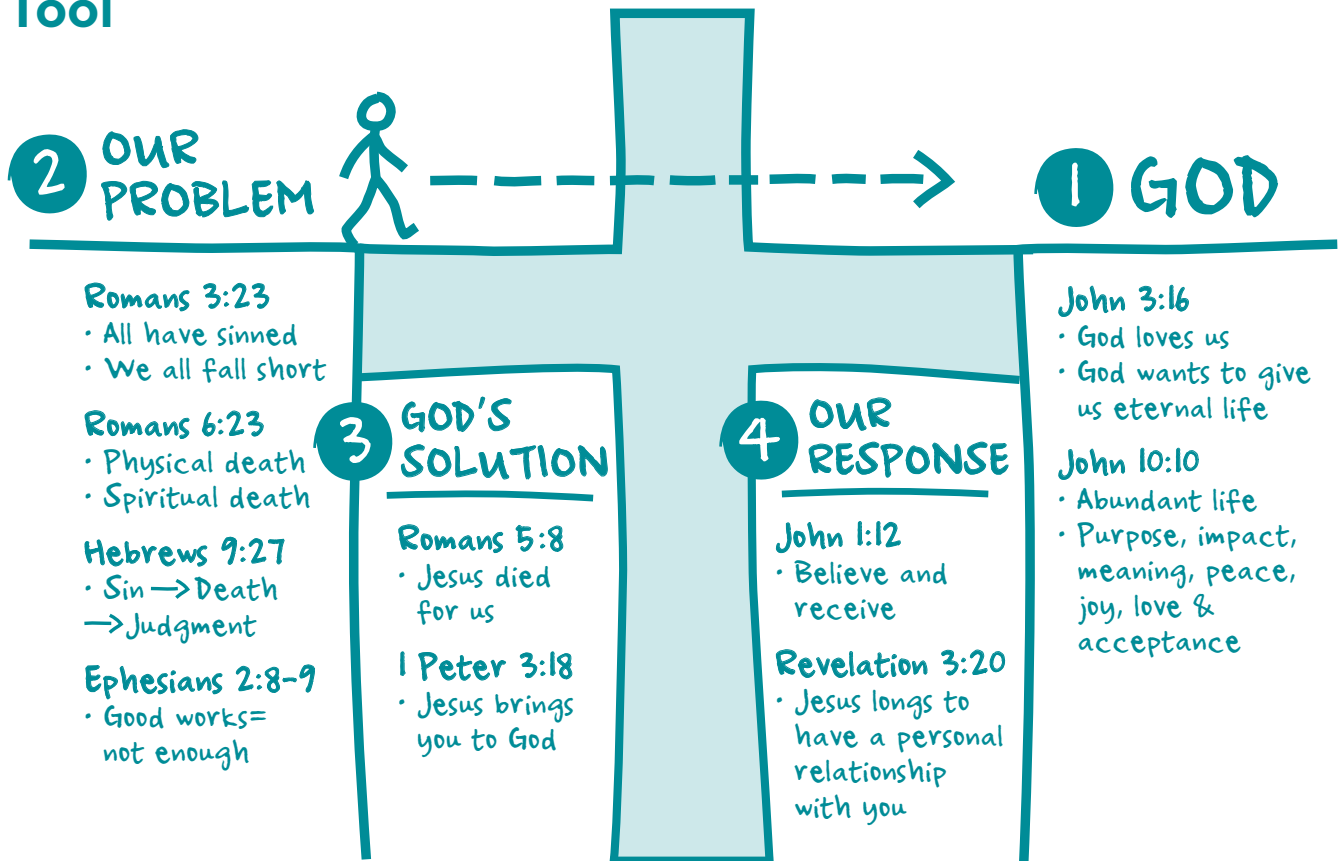 Tool
2 OUR
PROBLEM
Romans 3:23
· All have sinned
· We all fall short
Romans 6:23
· Physical death
· Spiritual death
Hebrews 9:27
· Sin → Death
→ Judgment
Ephesians 2:8-9
· Good works=
not enough
3 GOD'S
SOLUTION
Romans 5:8
· Jesus died
for us
1 Peter 3:18
· Jesus brings
you to God
4 OUR
RESPONSE
John 1:12
· Believe and
receive
Revelation 3:20
· Jesus longs to
have a personal
relationship
with you
1 GOD
John 3:16
· God loves us
· God wants to give
us eternal life
John 10:10
· Abundant life
· Purpose, impact,
meaning, peace,
joy, love &
acceptance